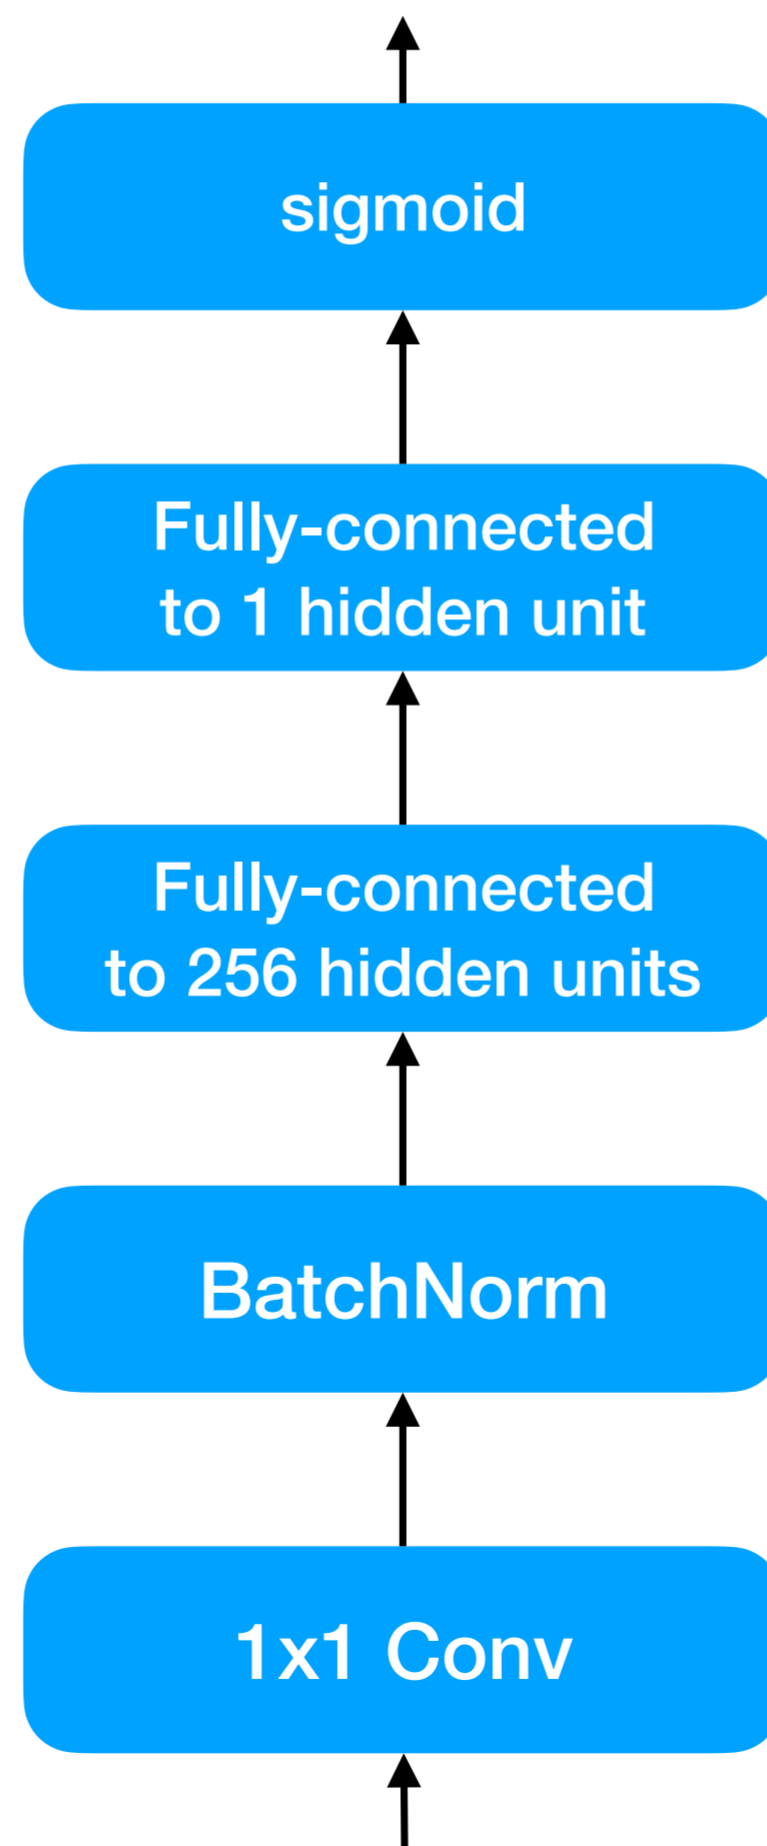 sigmoid
Fully-connected
to 1 hidden unit
Fully-connected
to 256 hidden units
BatchNorm
1x1 Conv